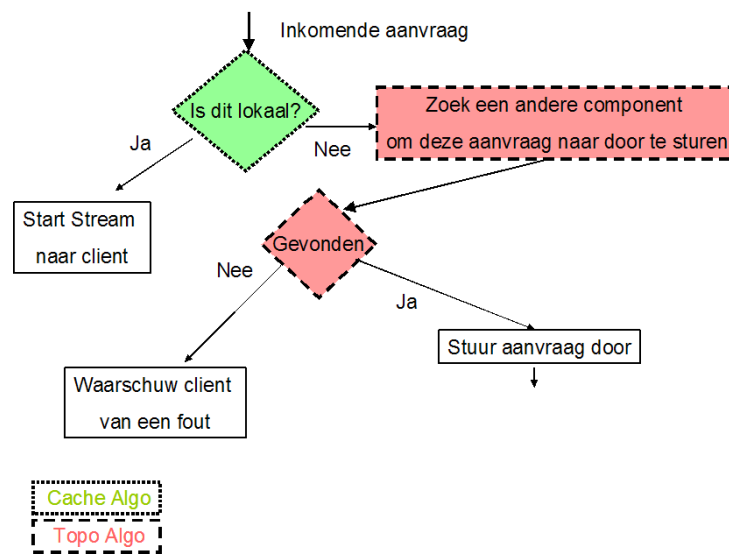 Inkomende aanvraag
Is dit lokaal?
Zoek een andere component
om deze aanvraag naar door te sturen
Ja
Nee
Start Stream
naar client
Gevonden
Nee
Ja
Stuur aanvraag door
Waarschuw client
van een fout
Cache Algo
Topo Algo